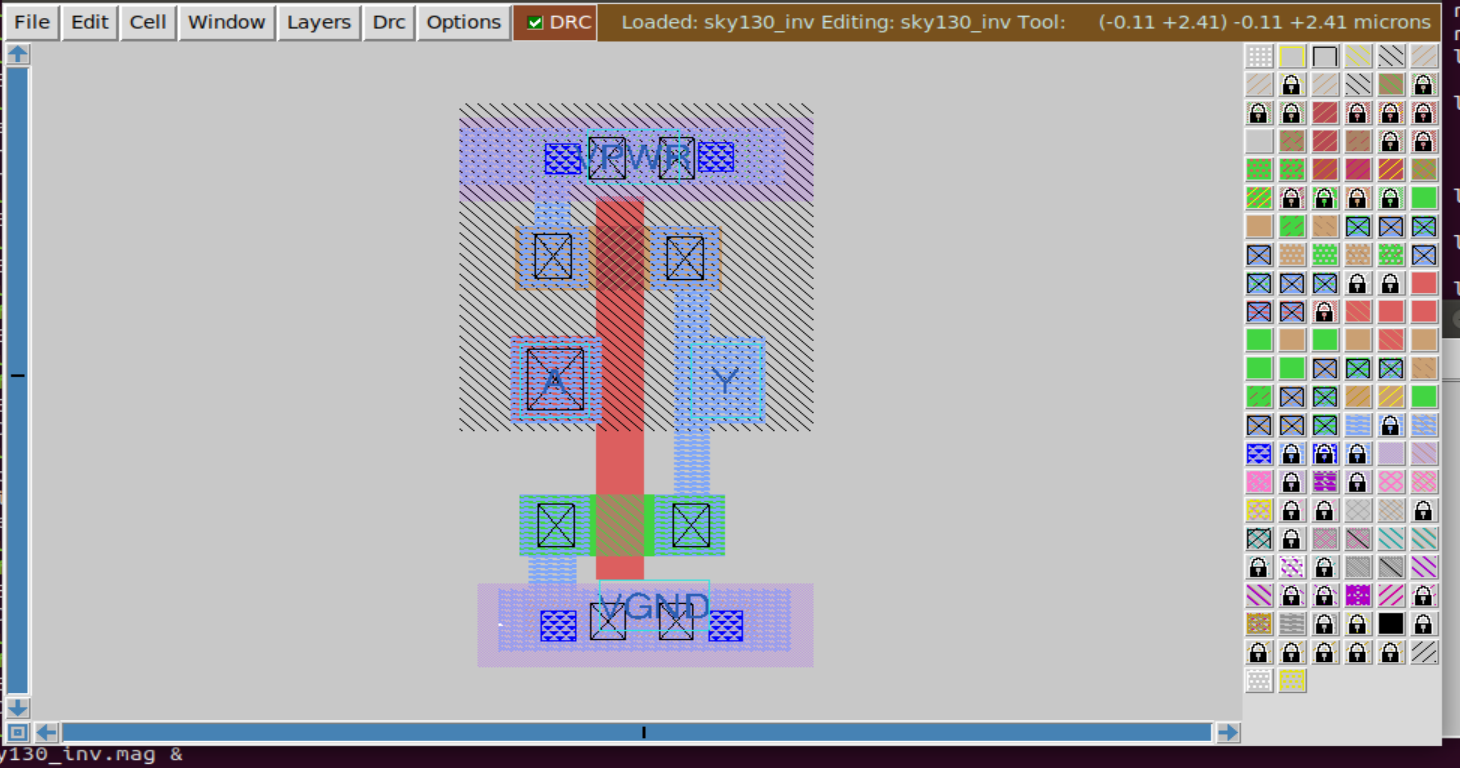 File Edit Cell Window Layers Drc Options DRC Loaded: sky130_inv Editing: sky130_inv Tool: (-0.11 +2.41) -0.11 +2.41 microns
VPWR
A Y
VGND
y130_inv.mag &